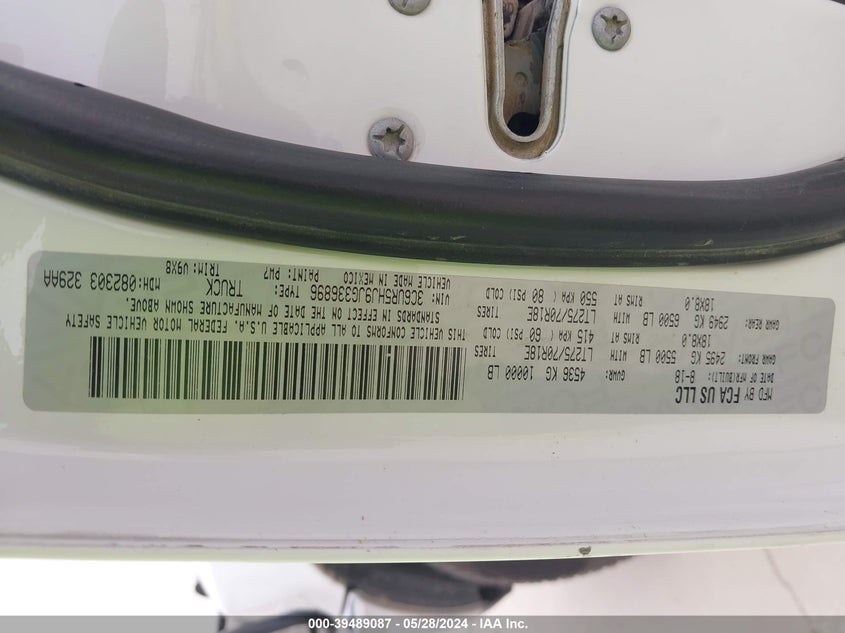 MFD BY FCA US LLC
DATE OF MFR(BUILT): 8-18 GVWR: 4536 KG 10000 LB
GAWR FRONT: 2495 KG 5500 LB WITH LT275/70R18E TIRES
18X8.0 RIMS AT 415 KPA ( 60 PSI) COLD
GAWR REAR: 2949 KG 6500 LB WITH LT275/70R18E TIRES
18X8.0 RIMS AT 550 KPA ( 80 PSI) COLD
THIS VEHICLE CONFORMS TO ALL APPLICABLE U.S.A. FEDERAL MOTOR VEHICLE SAFETY
STANDARDS IN EFFECT ON THE DATE OF MANUFACTURE SHOWN ABOVE.
VIN: 3C6UR5HJ9JG336896 TYPE: TRUCK MDH:082303 329AA
PAINT: PW7 TRIM: V9X8
VEHICLE MADE IN MEXICO
000-39489087 - 05/28/2024 - IAA Inc.